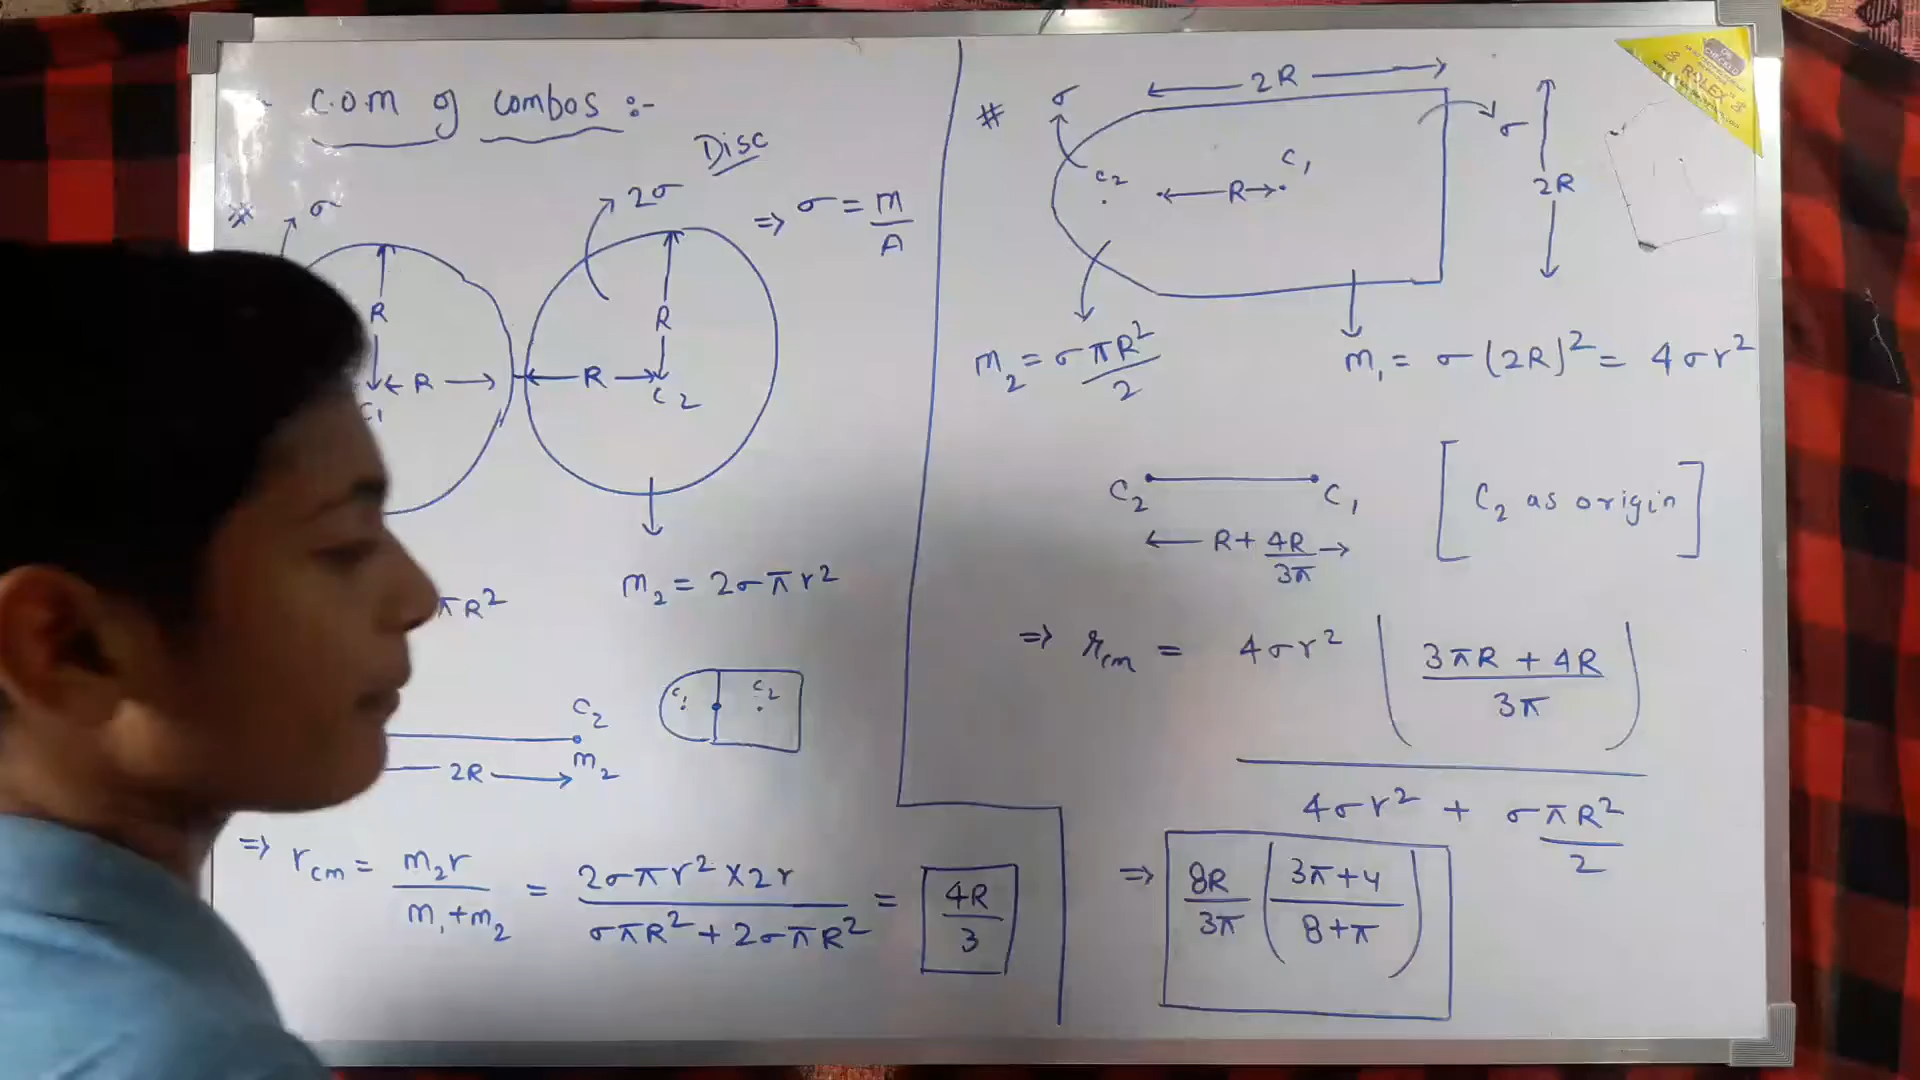 C.O.M of combos :-
Disc
* σ
2σ
⇒ σ = m/A
R
R
← R →
← R →
C1
C2
πR²
m₂ = 2σπr²
C2
m₂
2R →
C1 C2
⇒ rcm = m₂r / m₁+m₂ = 2σπr² × 2r / σπR² + 2σπR² = 4R/3
#
σ
← 2R →
σ
2R
C2
← R →
C1
m₂ = σπR²/2
m₁ = σ(2R)² = 4σr²
C2 C1
[C2 as origin]
← R + 4R/3π →
⇒ rcm = 4σr² (3πR + 4R / 3π)
4σr² + σπR²/2
⇒ 8R/3π (3π+4 / 8+π)
ROLEX